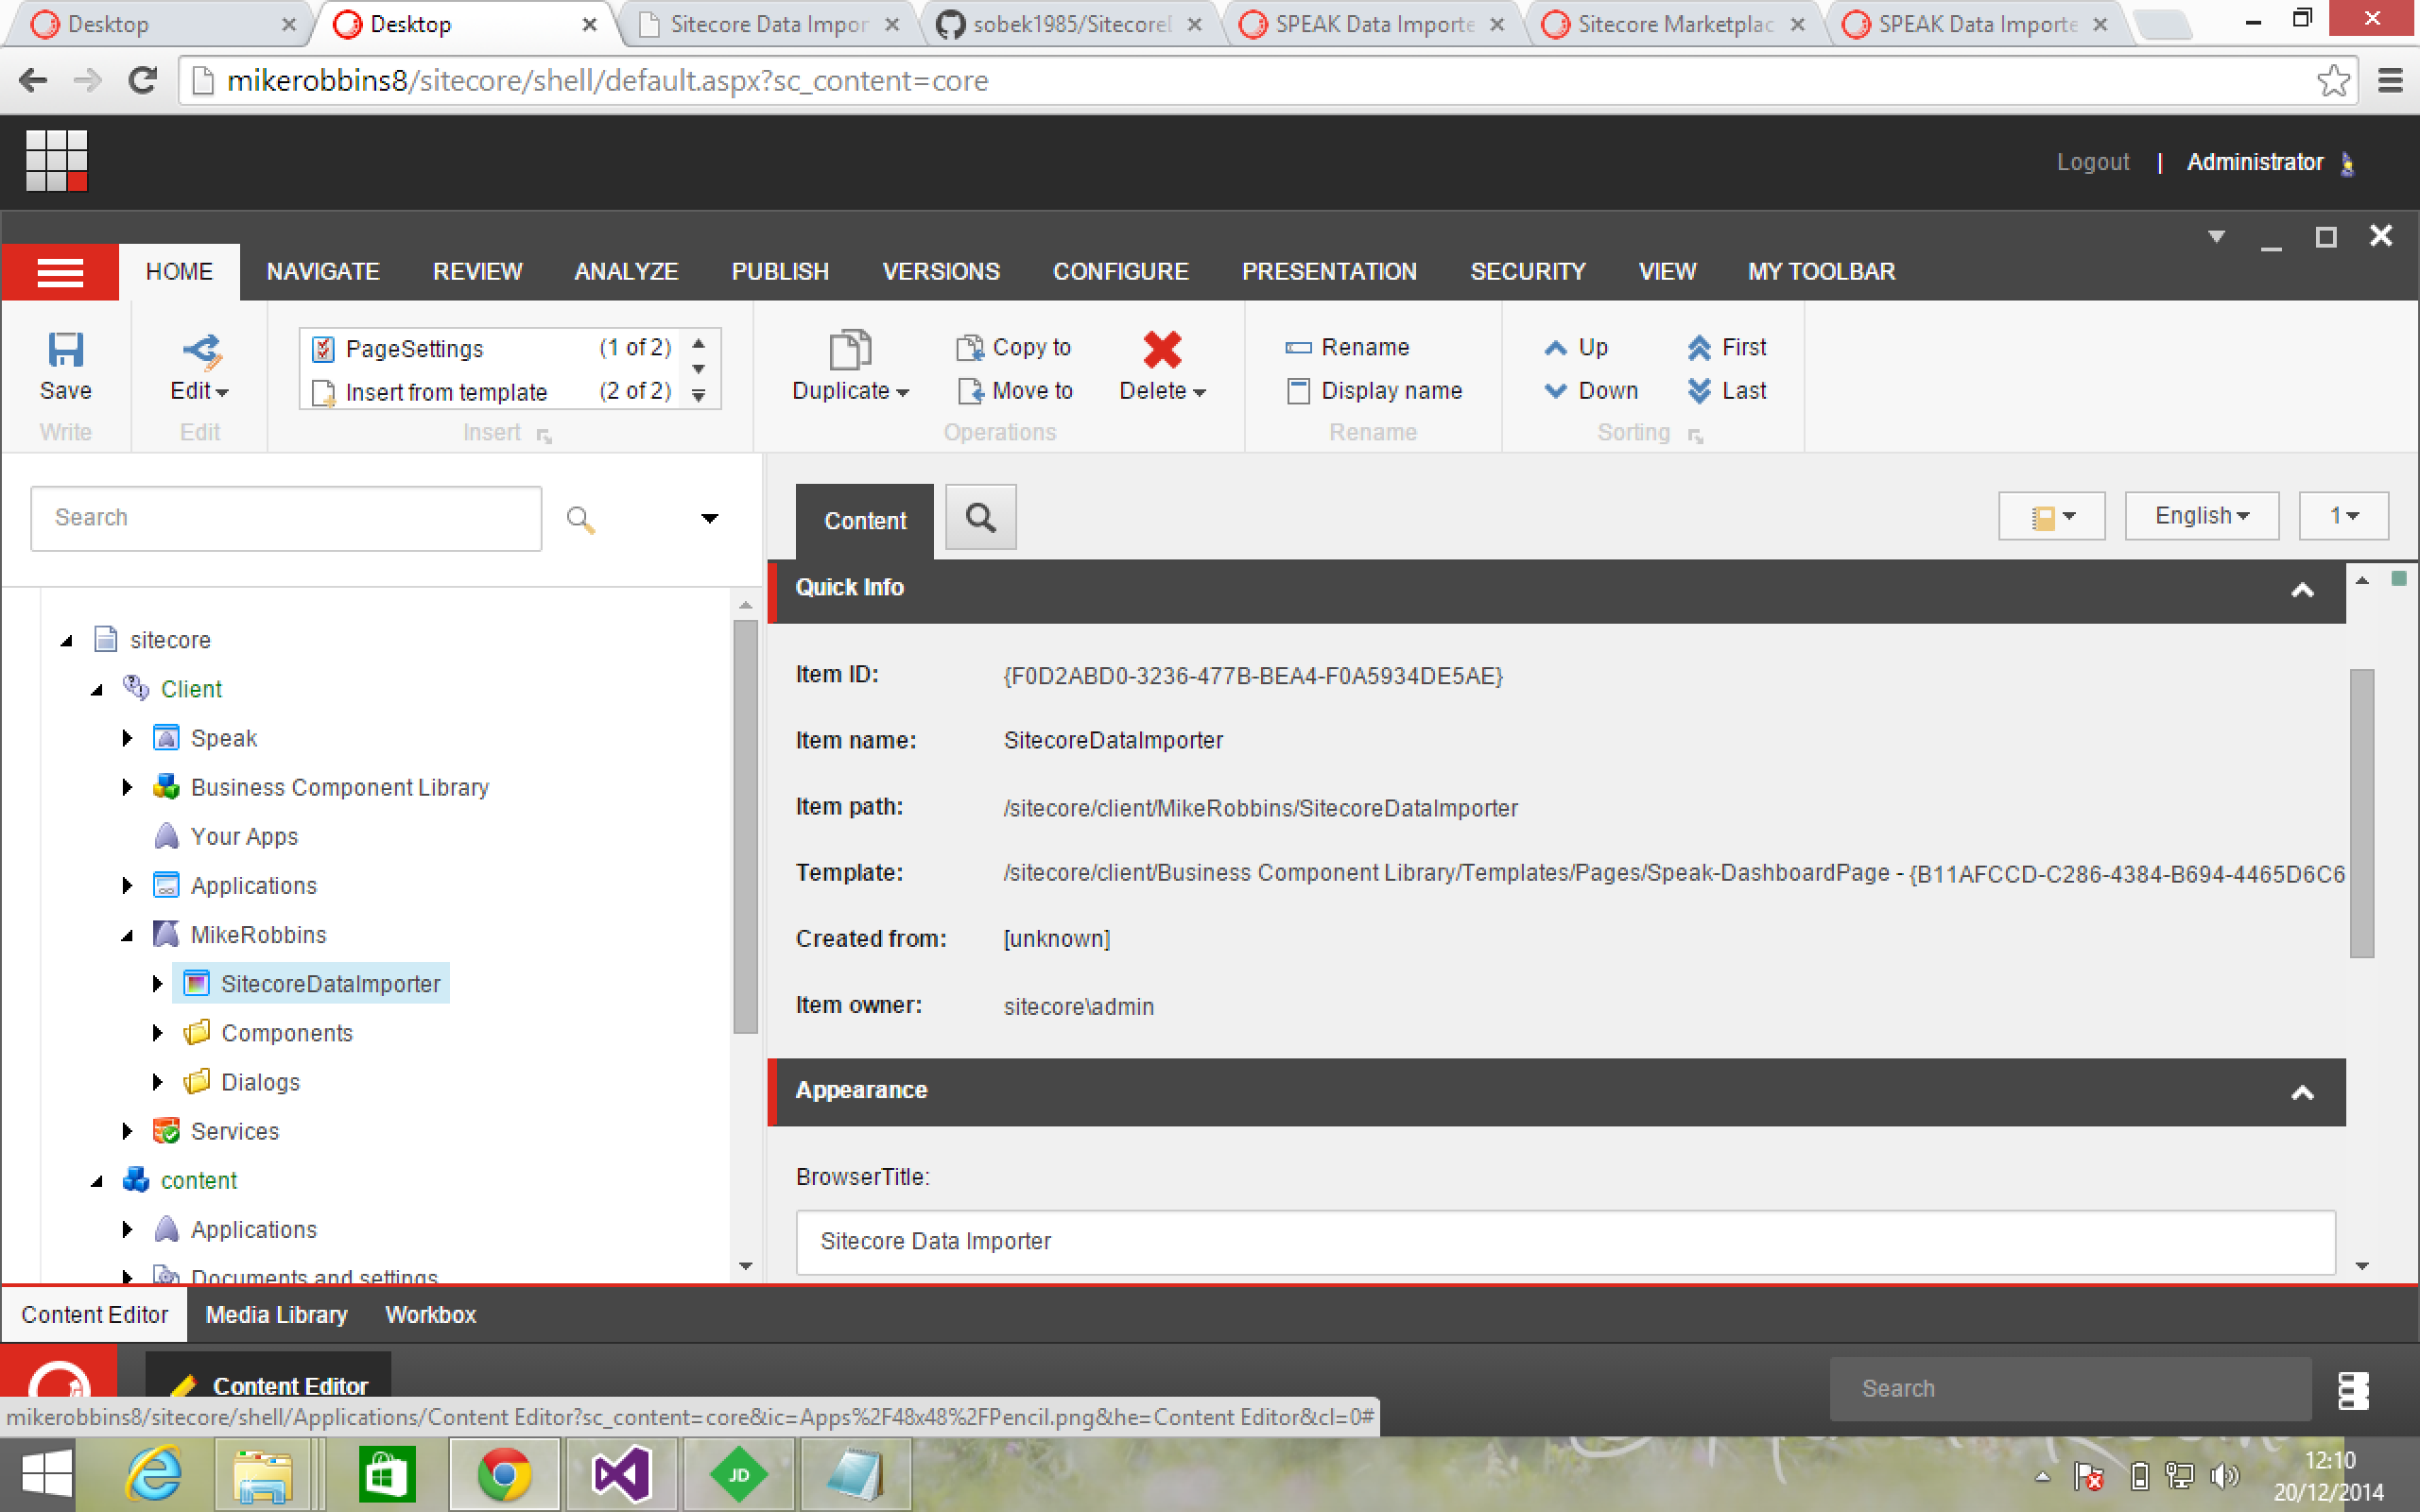 Desktop
Desktop
Sitecore Data Impor
sobek1985/Sitecore
SPEAK Data Importe
Sitecore Marketplac
SPEAK Data Importe
mikerobbins8/sitecore/shell/default.aspx?sc_content=core
Logout | Administrator
HOME NAVIGATE REVIEW ANALYZE PUBLISH VERSIONS CONFIGURE PRESENTATION SECURITY VIEW MY TOOLBAR
Save
Write
Edit
Edit
PageSettings (1 of 2)
Insert from template (2 of 2)
Insert
Duplicate
Copy to
Move to
Delete
Operations
Rename
Display name
Rename
Up
Down
First
Last
Sorting
Search
sitecore
Client
Speak
Business Component Library
Your Apps
Applications
MikeRobbins
SitecoreDataImporter
Components
Dialogs
Services
content
Applications
Documents and settings
Content
English
1
Quick Info
Item ID: {F0D2ABD0-3236-477B-BEA4-F0A5934DE5AE}
Item name: SitecoreDataImporter
Item path: /sitecore/client/MikeRobbins/SitecoreDataImporter
Template: /sitecore/client/Business Component Library/Templates/Pages/Speak-DashboardPage - {B11AFCCD-C286-4384-B694-4465D6C6
Created from: [unknown]
Item owner: sitecore\admin
Appearance
BrowserTitle:
Sitecore Data Importer
Content Editor Media Library Workbox
Content Editor
Search
mikerobbins8/sitecore/shell/Applications/Content Editor?sc_content=core&ic=Apps%2F48x48%2FPencil.png&he=Content Editor&cl=0#
JD
12:10
20/12/2014